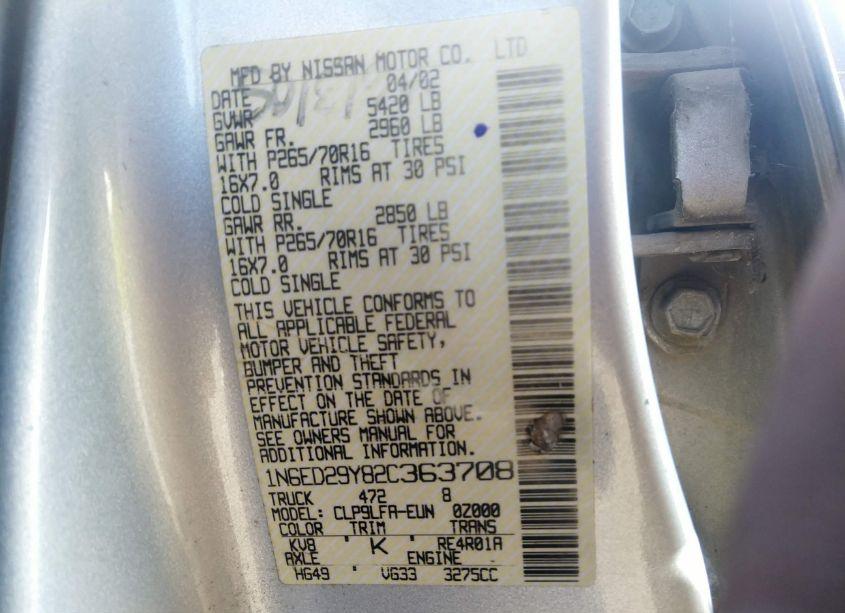 MFD BY NISSAN MOTOR CO. LTD
DATE 04/02
GVWR 5420 LB
GAWR FR. 2960 LB
WITH P265/70R16 TIRES
16X7.0 RIMS AT 30 PSI
COLD SINGLE
GAWR RR. 2850 LB
WITH P265/70R16 TIRES
16X7.0 RIMS AT 30 PSI
COLD SINGLE
THIS VEHICLE CONFORMS TO
ALL APPLICABLE FEDERAL
MOTOR VEHICLE SAFETY,
BUMPER AND THEFT
PREVENTION STANDARDS IN
EFFECT ON THE DATE OF
MANUFACTURE SHOWN ABOVE.
SEE OWNERS MANUAL FOR
ADDITIONAL INFORMATION.
1N6ED29Y82C363708
TRUCK 472 8
MODEL: CLP9LFA-EUN 0Z000
COLOR TRIM TRANS
KV8 ' K ' RE4R01A
AXLE ENGINE
HG49 ' VG33 3275CC